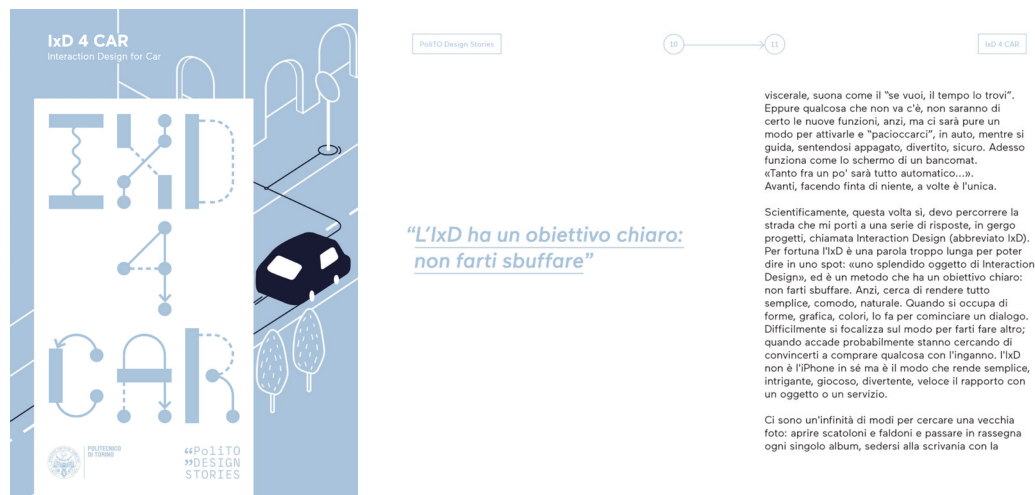 IxD 4 CAR
Interaction Design for Car
IXD
4
CAR
POLITECNICO
DI TORINO
“PoliTO
”DESIGN
STORIES
PoliTO Design Stories
10
11
IxD 4 CAR
“L’IxD ha un obiettivo chiaro:
non farti sbuffare”
viscerale, suona come il “se vuoi, il tempo lo trovi”.
Eppure qualcosa che non va c'è, non saranno di
certo le nuove funzioni, anzi, ma ci sarà pure un
modo per attivarle e “pacioccarci”, in auto, mentre si
guida, sentendosi appagato, divertito, sicuro. Adesso
funziona come lo schermo di un bancomat.
«Tanto fra un po' sarà tutto automatico...».
Avanti, facendo finta di niente, a volte è l'unica.
Scientificamente, questa volta sì, devo percorrere la
strada che mi porti a una serie di risposte, in gergo
progetti, chiamata Interaction Design (abbreviato IxD).
Per fortuna l'IxD è una parola troppo lunga per poter
dire in uno spot: «uno splendido oggetto di Interaction
Design», ed è un metodo che ha un obiettivo chiaro:
non farti sbuffare. Anzi, cerca di rendere tutto
semplice, comodo, naturale. Quando si occupa di
forme, grafica, colori, lo fa per cominciare un dialogo.
Difficilmente si focalizza sul modo per farti fare altro;
quando accade probabilmente stanno cercando di
convincerti a comprare qualcosa con l'inganno. l'IxD
non è l'iPhone in sé ma è il modo che rende semplice,
intrigante, giocoso, divertente, veloce il rapporto con
un oggetto o un servizio.
Ci sono un'infinità di modi per cercare una vecchia
foto: aprire scatoloni e faldoni e passare in rassegna
ogni singolo album, sedersi alla scrivania con la